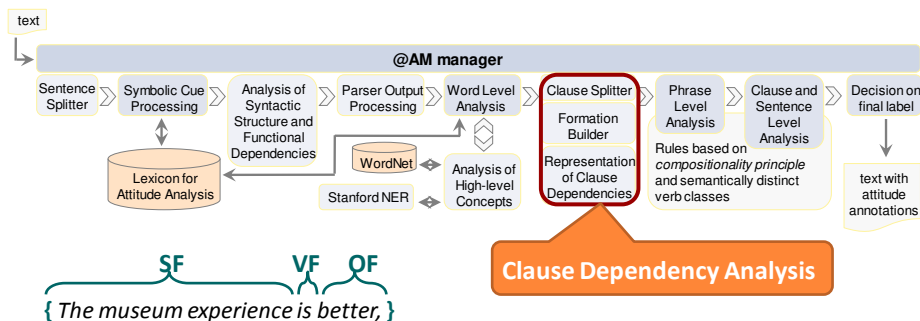 text
@AM manager
Sentence
Splitter
Symbolic Cue
Processing
Analysis of
Syntactic
Structure and
Functional
Dependencies
Parser Output
Processing
Word Level
Analysis
Clause Splitter
Formation
Builder
Representation
of Clause
Dependencies
Phrase
Level
Analysis
Clause and
Sentence
Level
Analysis
Decision on
final label
Lexicon for
Attitude Analysis
WordNet
Stanford NER
Analysis of
High-level
Concepts
Rules based on
compositionality principle
and semantically distinct
verb classes
text with
attitude
annotations
Clause Dependency Analysis
SF VF OF
{ The museum experience is better, }